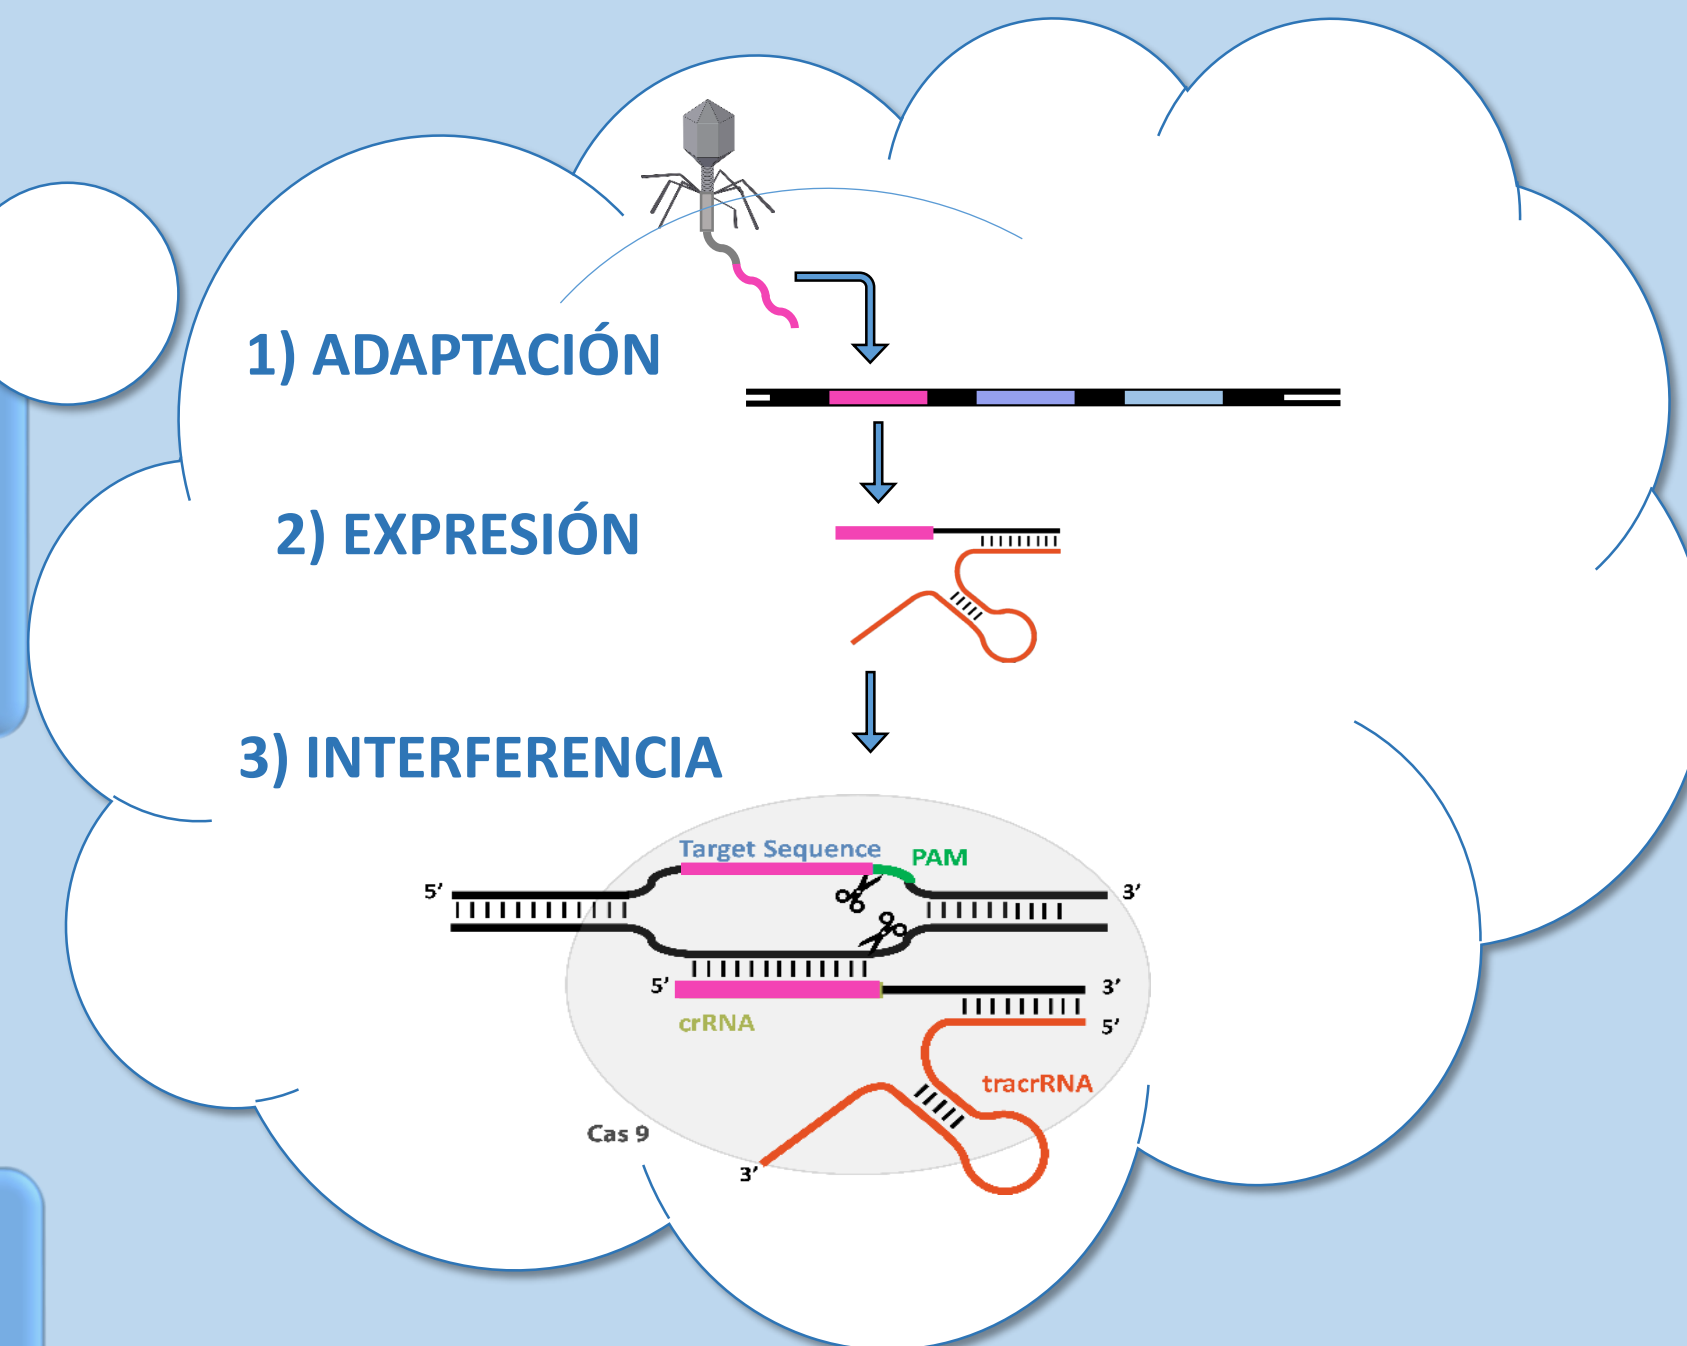 1) ADAPTACIÓN
2) EXPRESIÓN
3) INTERFERENCIA
Target Sequence
PAM
5’
3’
5’
3’
crRNA
5’
tracrRNA
Cas 9
3’